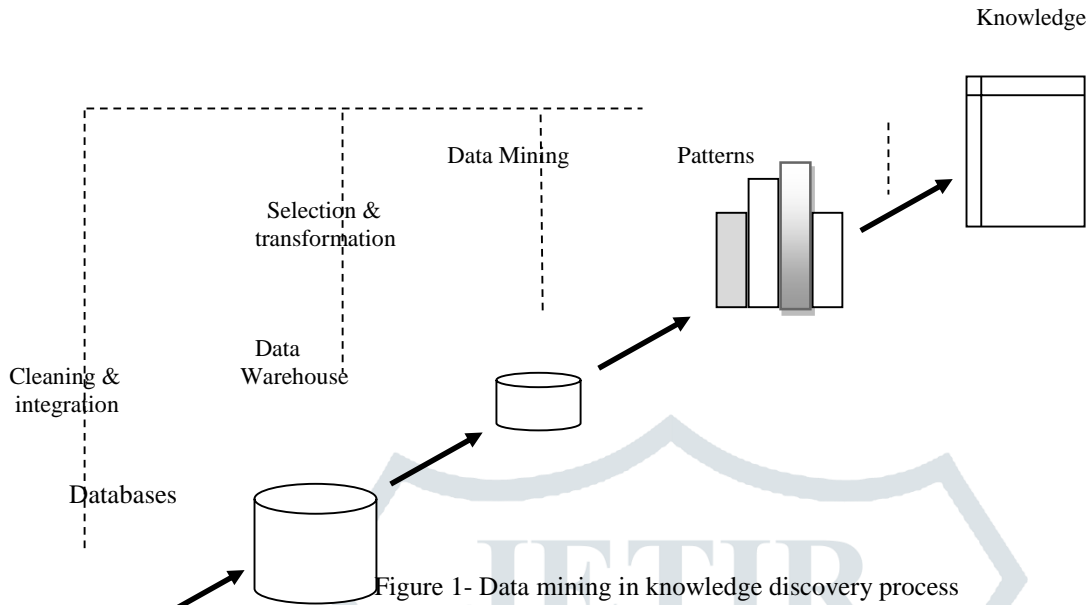 Knowledge
Data Mining
Patterns
Selection &
transformation
Data
Warehouse
Cleaning &
integration
Databases
JETIR
Figure 1- Data mining in knowledge discovery process